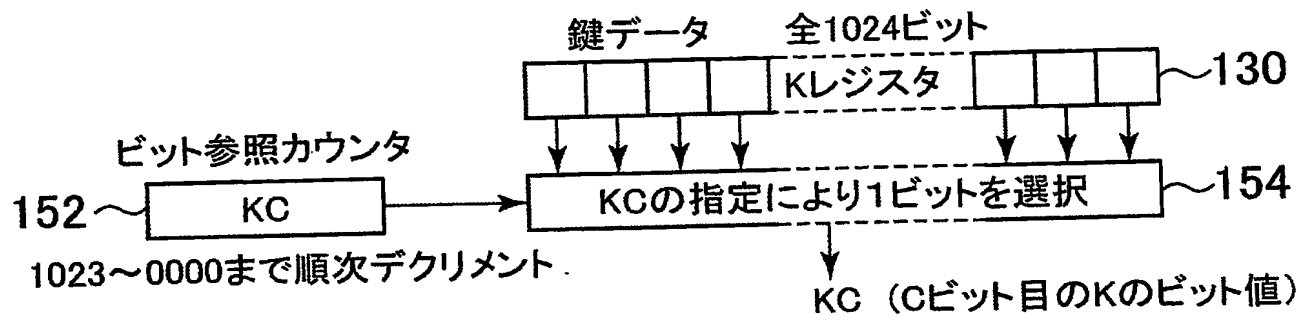 鍵データ 全1024ビット
Kレジスタ 130
ビット参照カウンタ
152 KC KCの指定により1ビットを選択 154
1023～0000まで順次デクリメント
KC (Cビット目のKのビット値)